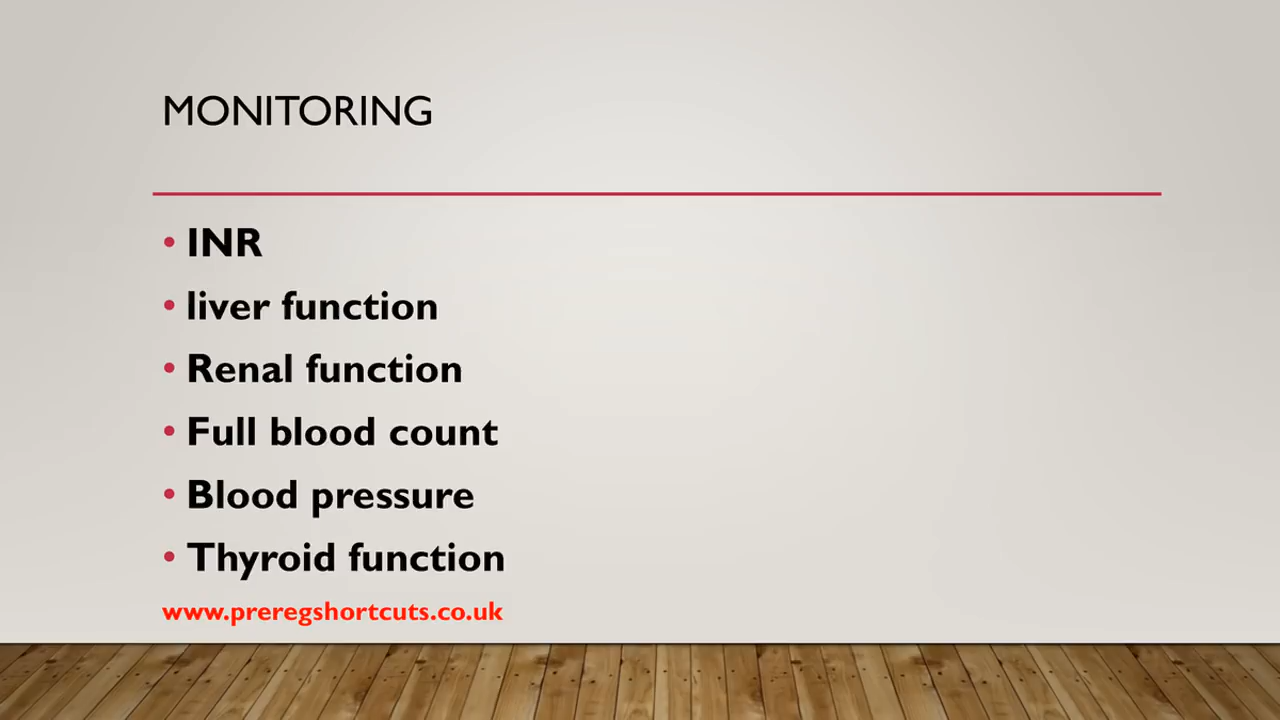 MONITORING
• INR
• liver function
• Renal function
• Full blood count
• Blood pressure
• Thyroid function
www.preregshortcuts.co.uk